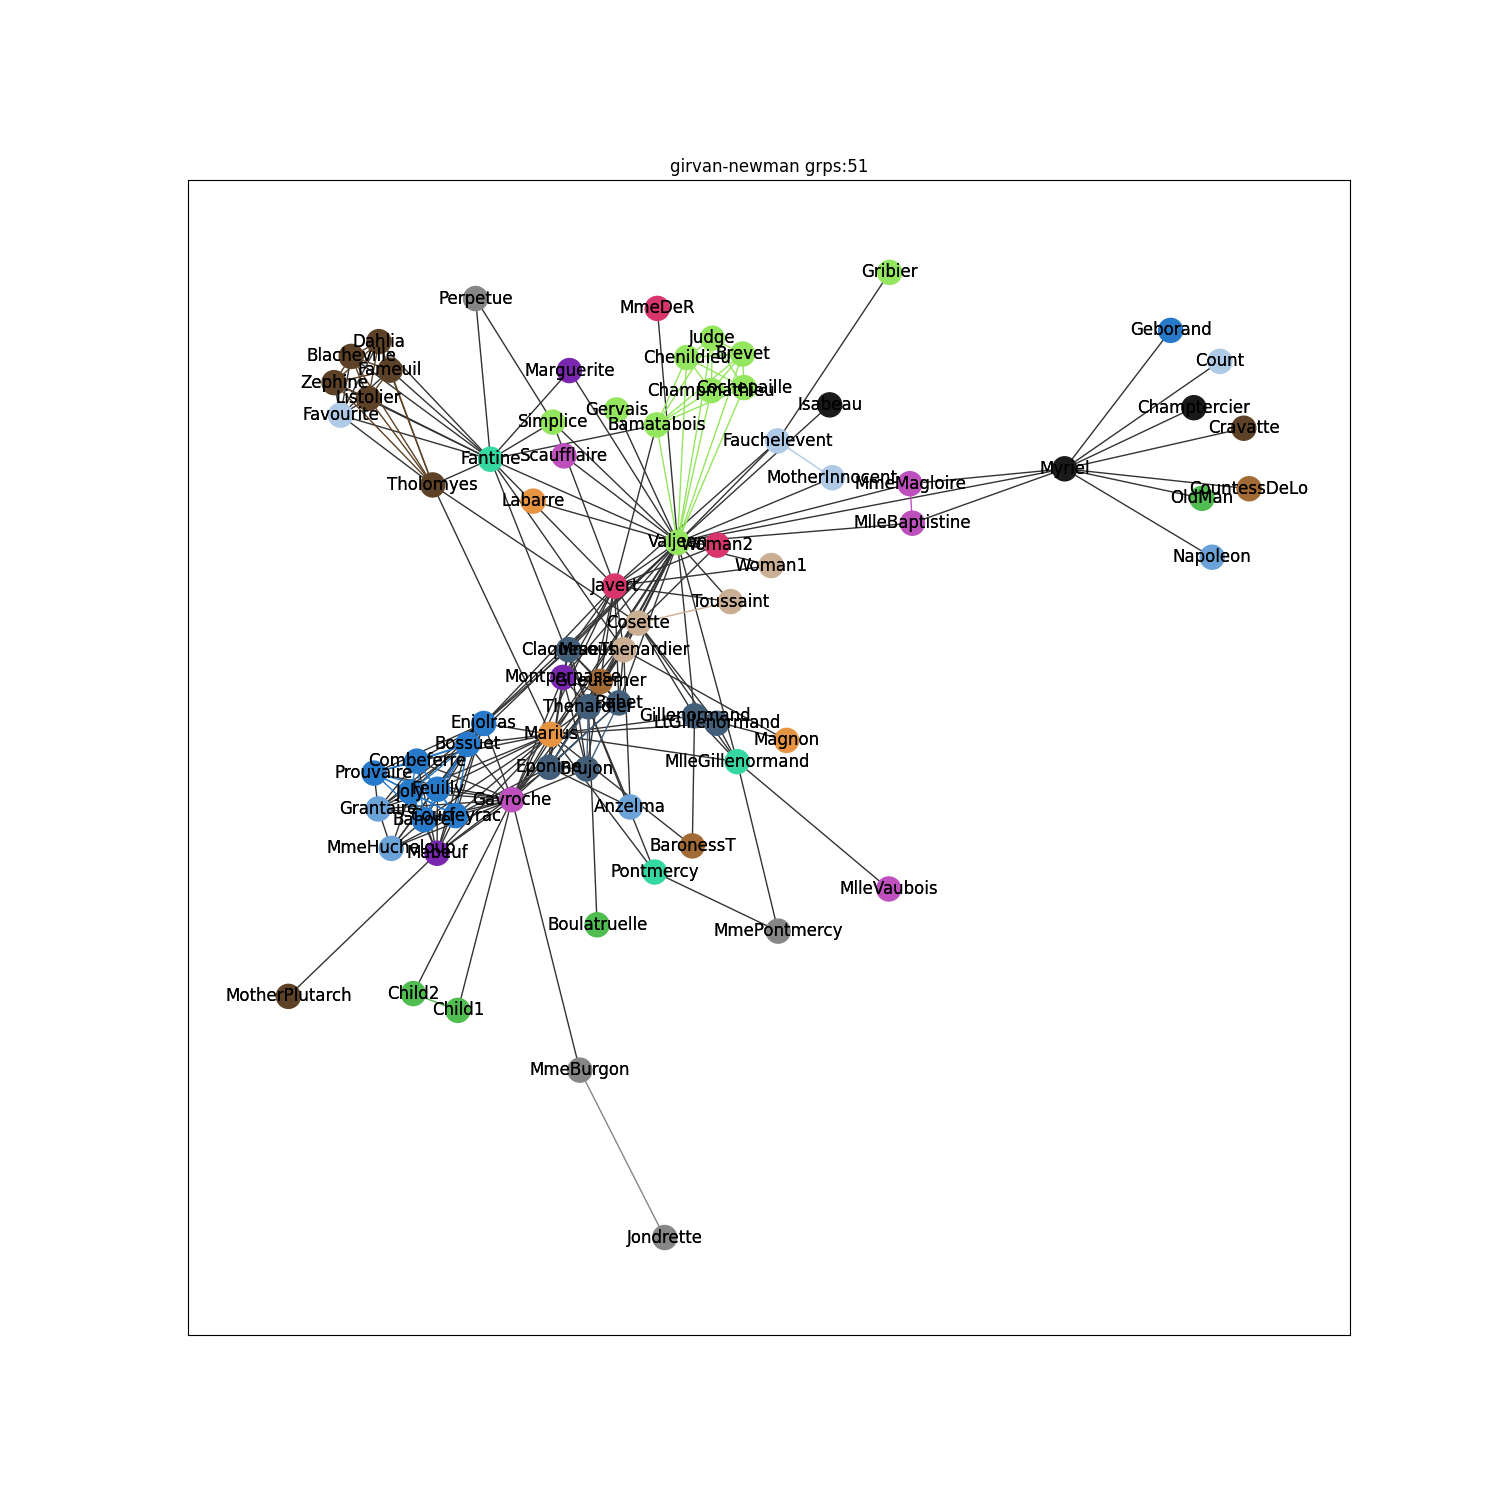 girvan-newman grps:51
Gribier
Perpetue
MmeDeR
Geborand
Judge
Dahlia
Brevet
Blacheville
Chenildieu
Count
Fameuil
Marguerite
Zephine
Cochepaille
Champmathieu
Listolier
Isabeau
Champtercier
Gervais
Favourite
Simplice
Bamatabois
Cravatte
Fauchelevent
Scaufflaire
Fantine
Myriel
MotherInnocent
MmeMagloire
Tholomyes
CountessDeLo
OldMan
Labarre
MlleBaptistine
Valjean
Woman2
Napoleon
Woman1
Javert
Toussaint
Cosette
Claquesous
MmeThenardier
Montparnasse
Gueulemer
Babet
Thenardier
Gillenormand
LtGillenormand
Enjolras
Marius
Magnon
Bossuet
Combeferre
MlleGillenormand
Prouvaire
Eponine
Brujon
Feuilly
Joly
Gavroche
Grantaire
Anzelma
Courfeyrac
Bahorel
MmeHucheloup
BaronessT
Mabeuf
Pontmercy
MlleVaubois
Boulatruelle
MmePontmercy
Child2
MotherPlutarch
Child1
MmeBurgon
Jondrette